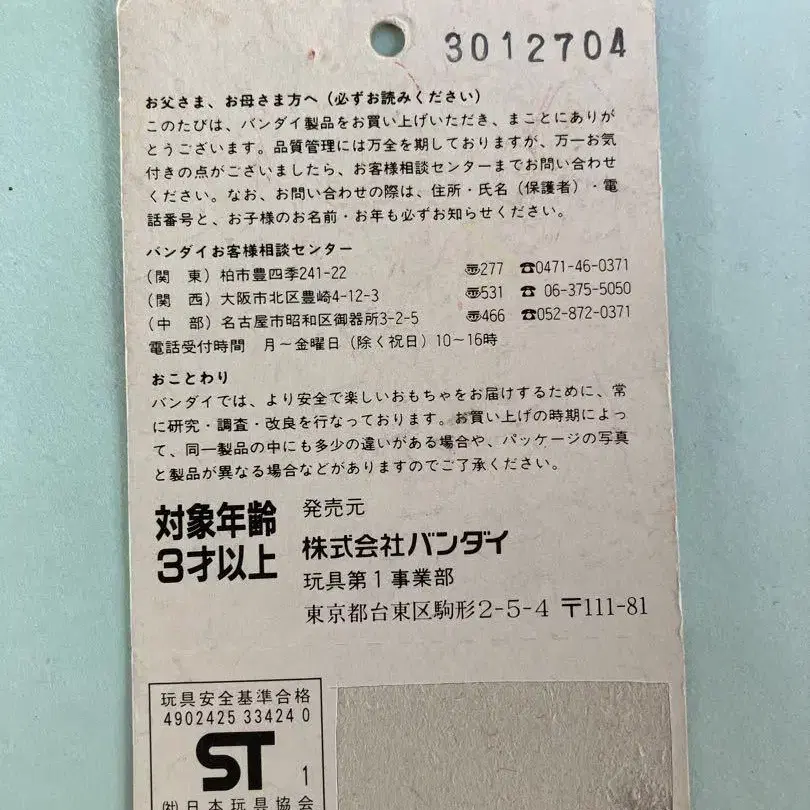 3012704
お父さま、お母さま方へ（必ずお読みください）
このたびは、バンダイ製品をお買い上げいただき、まことにありが
とうございます。品質管理には万全を期しておりますが、万一お気
付きの点がございましたら、お客様相談センターまでお問い合わせ
ください。なお、お問い合わせの際は、住所・氏名（保護者）・電
話番号と、お子様のお名前・お年も必ずお知らせください。
バンダイお客様相談センター
（関　東）柏市豊四季241-22　〠277　☎0471-46-0371
（関　西）大阪市北区豊崎4-12-3　〠531　☎06-375-5050
（中　部）名古屋市昭和区御器所3-2-5　〠466　☎052-872-0371
電話受付時間　月～金曜日（除く祝日）10～16時
おことわり
バンダイでは、より安全で楽しいおもちゃをお届けするために、常
に研究・調査・改良を行なっております。お買い上げの時期によっ
て、同一製品の中にも多少の違いがある場合や、パッケージの写真
と製品が異なる場合などがありますのでご了承ください。
対象年齢
3才以上
発売元
株式会社バンダイ
玩具第1事業部
東京都台東区駒形2-5-4 〒111-81
玩具安全基準合格
4902425 33424 0
ST 1
㈳日本玩具協会